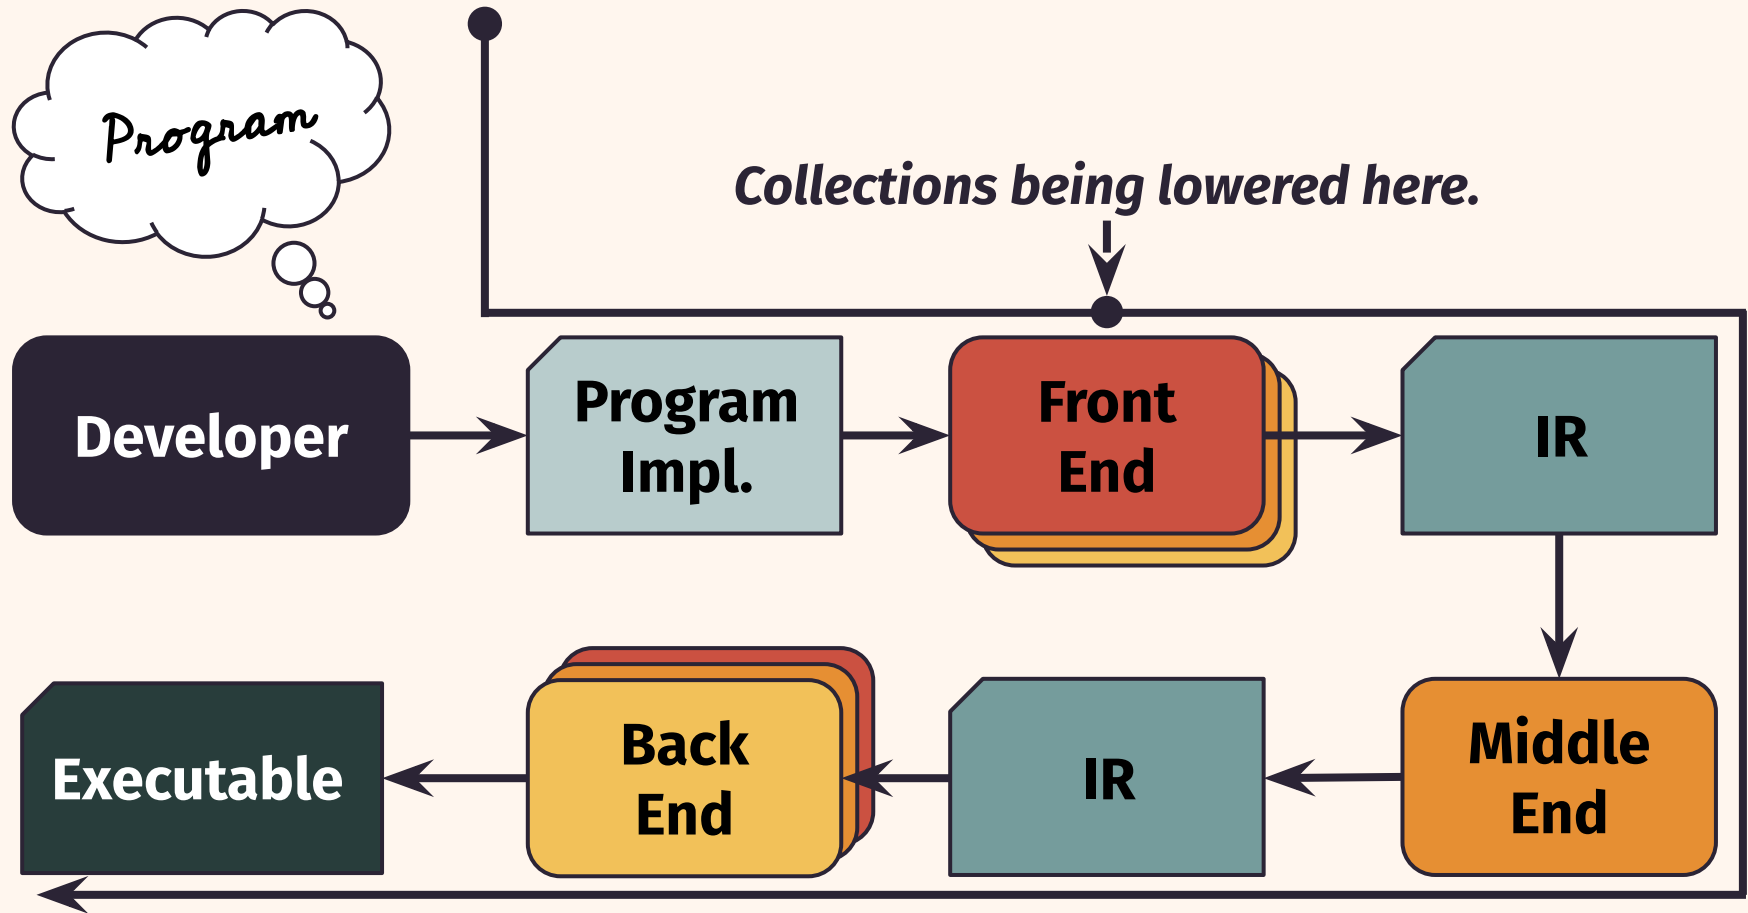 Program
Collections being lowered here.
Developer
Program
Impl.
Front
End
IR
Executable
Back
End
IR
Middle
End